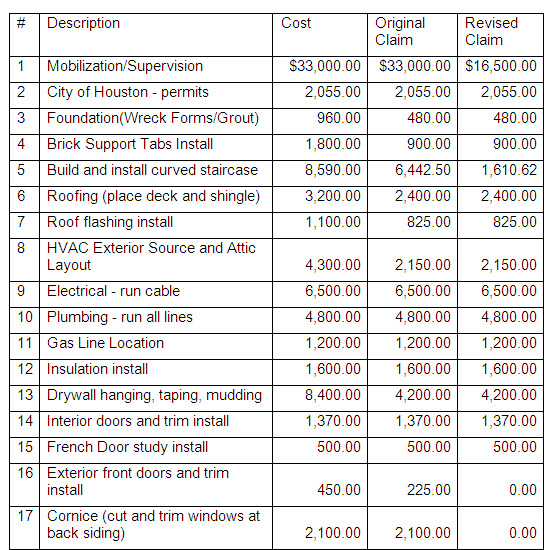 # Description Cost Original Claim Revised Claim
1 Mobilization/Supervision $33,000.00 $33,000.00 $16,500.00
2 City of Houston - permits 2,055.00 2,055.00 2,055.00
3 Foundation(Wreck Forms/Grout) 960.00 480.00 480.00
4 Brick Support Tabs Install 1,800.00 900.00 900.00
5 Build and install curved staircase 8,590.00 6,442.50 1,610.62
6 Roofing (place deck and shingle) 3,200.00 2,400.00 2,400.00
7 Roof flashing install 1,100.00 825.00 825.00
8 HVAC Exterior Source and Attic
Layout 4,300.00 2,150.00 2,150.00
9 Electrical - run cable 6,500.00 6,500.00 6,500.00
10 Plumbing - run all lines 4,800.00 4,800.00 4,800.00
11 Gas Line Location 1,200.00 1,200.00 1,200.00
12 Insulation install 1,600.00 1,600.00 1,600.00
13 Drywall hanging, taping, mudding 8,400.00 4,200.00 4,200.00
14 Interior doors and trim install 1,370.00 1,370.00 1,370.00
15 French Door study install 500.00 500.00 500.00
16 Exterior front doors and trim
install 450.00 225.00 0.00
17 Cornice (cut and trim windows at
back siding) 2,100.00 2,100.00 0.00